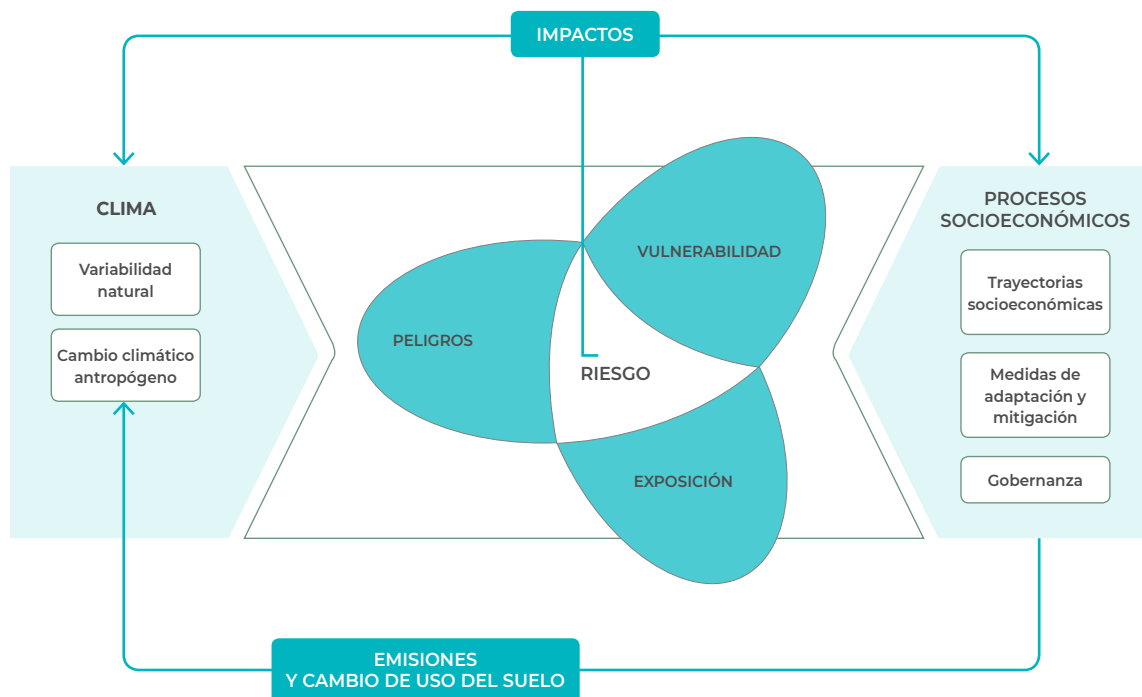 IMPACTOS
CLIMA
Variabilidad
natural
Cambio climático
antropógeno
PELIGROS
VULNERABILIDAD
RIESGO
EXPOSICIÓN
PROCESOS
SOCIOECONÓMICOS
Trayectorias
socioeconómicas
Medidas de
adaptación y
mitigación
Gobernanza
EMISIONES
Y CAMBIO DE USO DEL SUELO